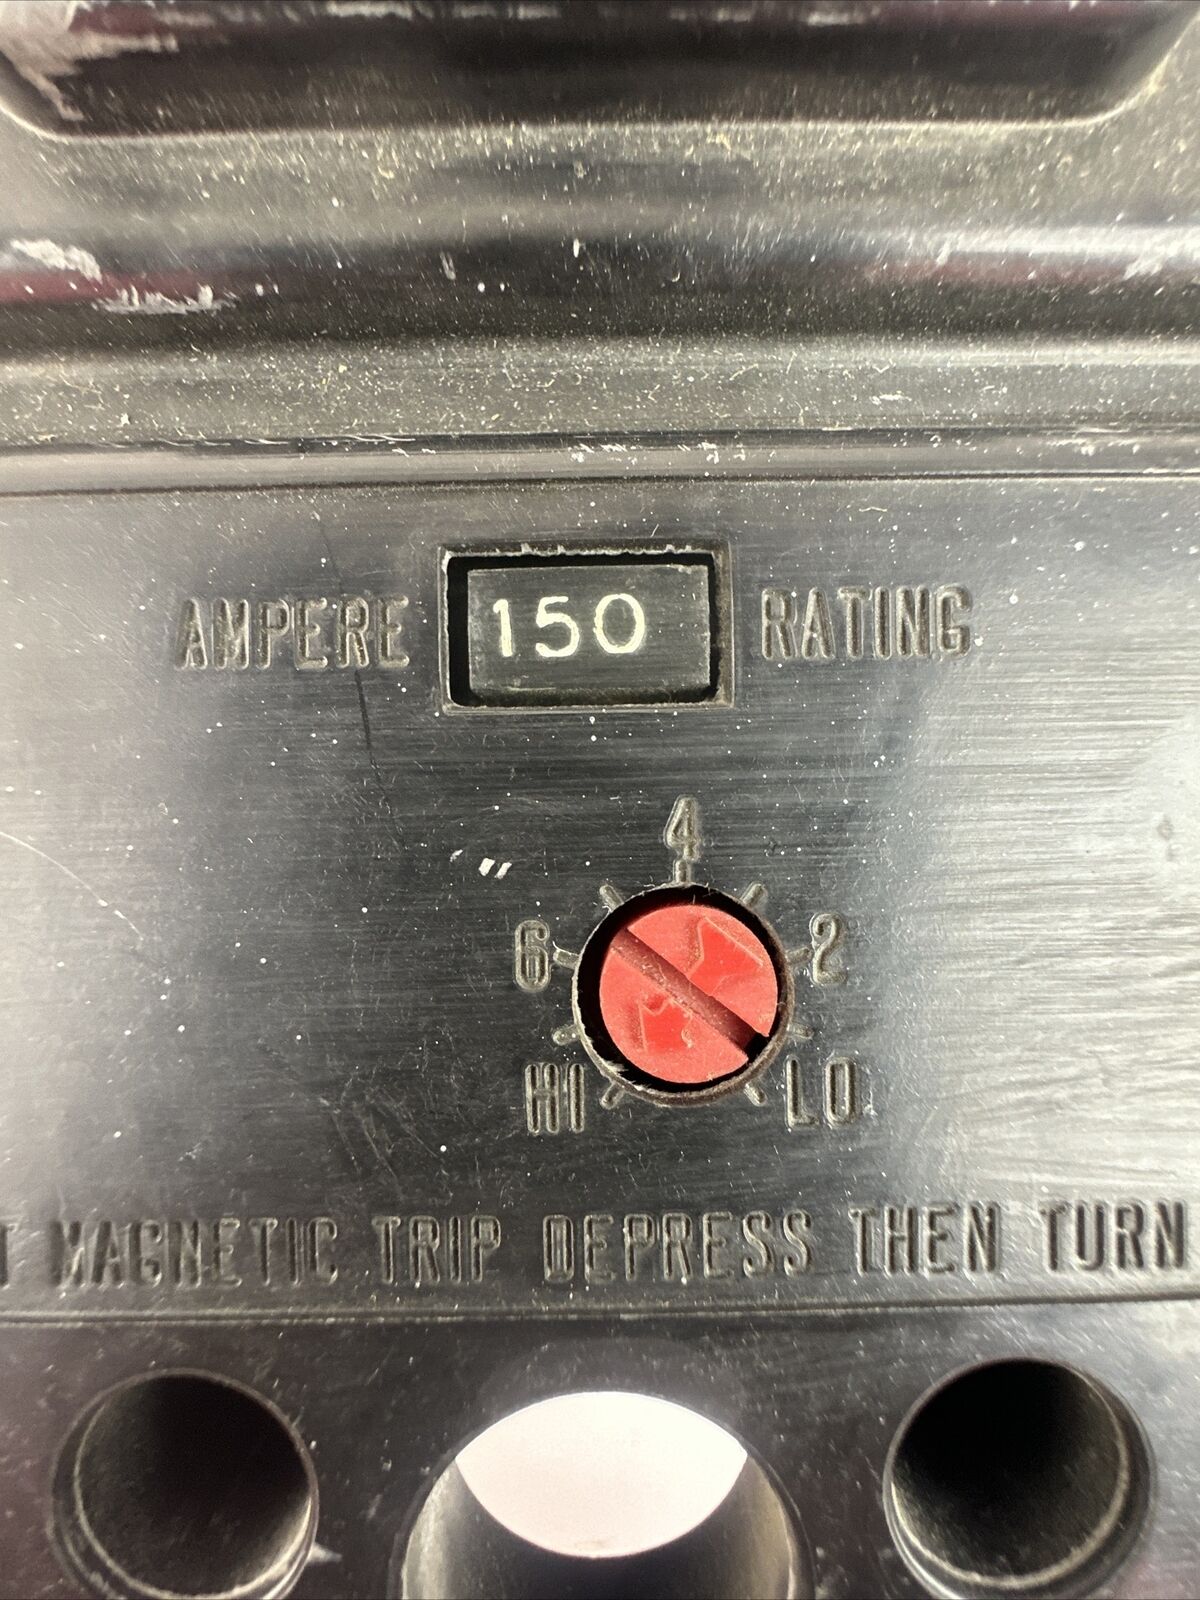 AMPERE 150 RATING
4
6 2
HI LO
T MAGNETIC TRIP DEPRESS THEN TURN